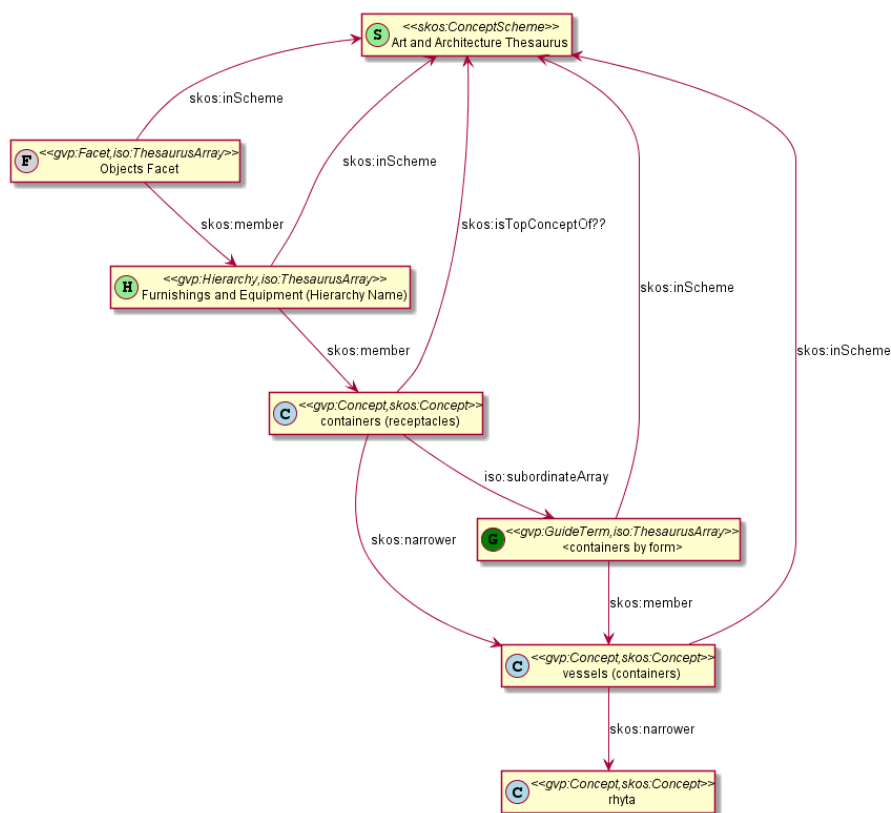 S
<<skos:ConceptScheme>>
Art and Architecture Thesaurus
skos:inScheme
F
<<gvp:Facet,iso:ThesaurusArray>>
Objects Facet
skos:inScheme
skos:member
skos:isTopConceptOf??
H
<<gvp:Hierarchy,iso:ThesaurusArray>>
Furnishings and Equipment (Hierarchy Name)
skos:inScheme
skos:member
skos:inScheme
C
<<gvp:Concept,skos:Concept>>
containers (receptacles)
iso:subordinateArray
G
<<gvp:GuideTerm,iso:ThesaurusArray>>
<containers by form>
skos:narrower
skos:member
C
<<gvp:Concept,skos:Concept>>
vessels (containers)
skos:narrower
C
<<gvp:Concept,skos:Concept>>
rhyta